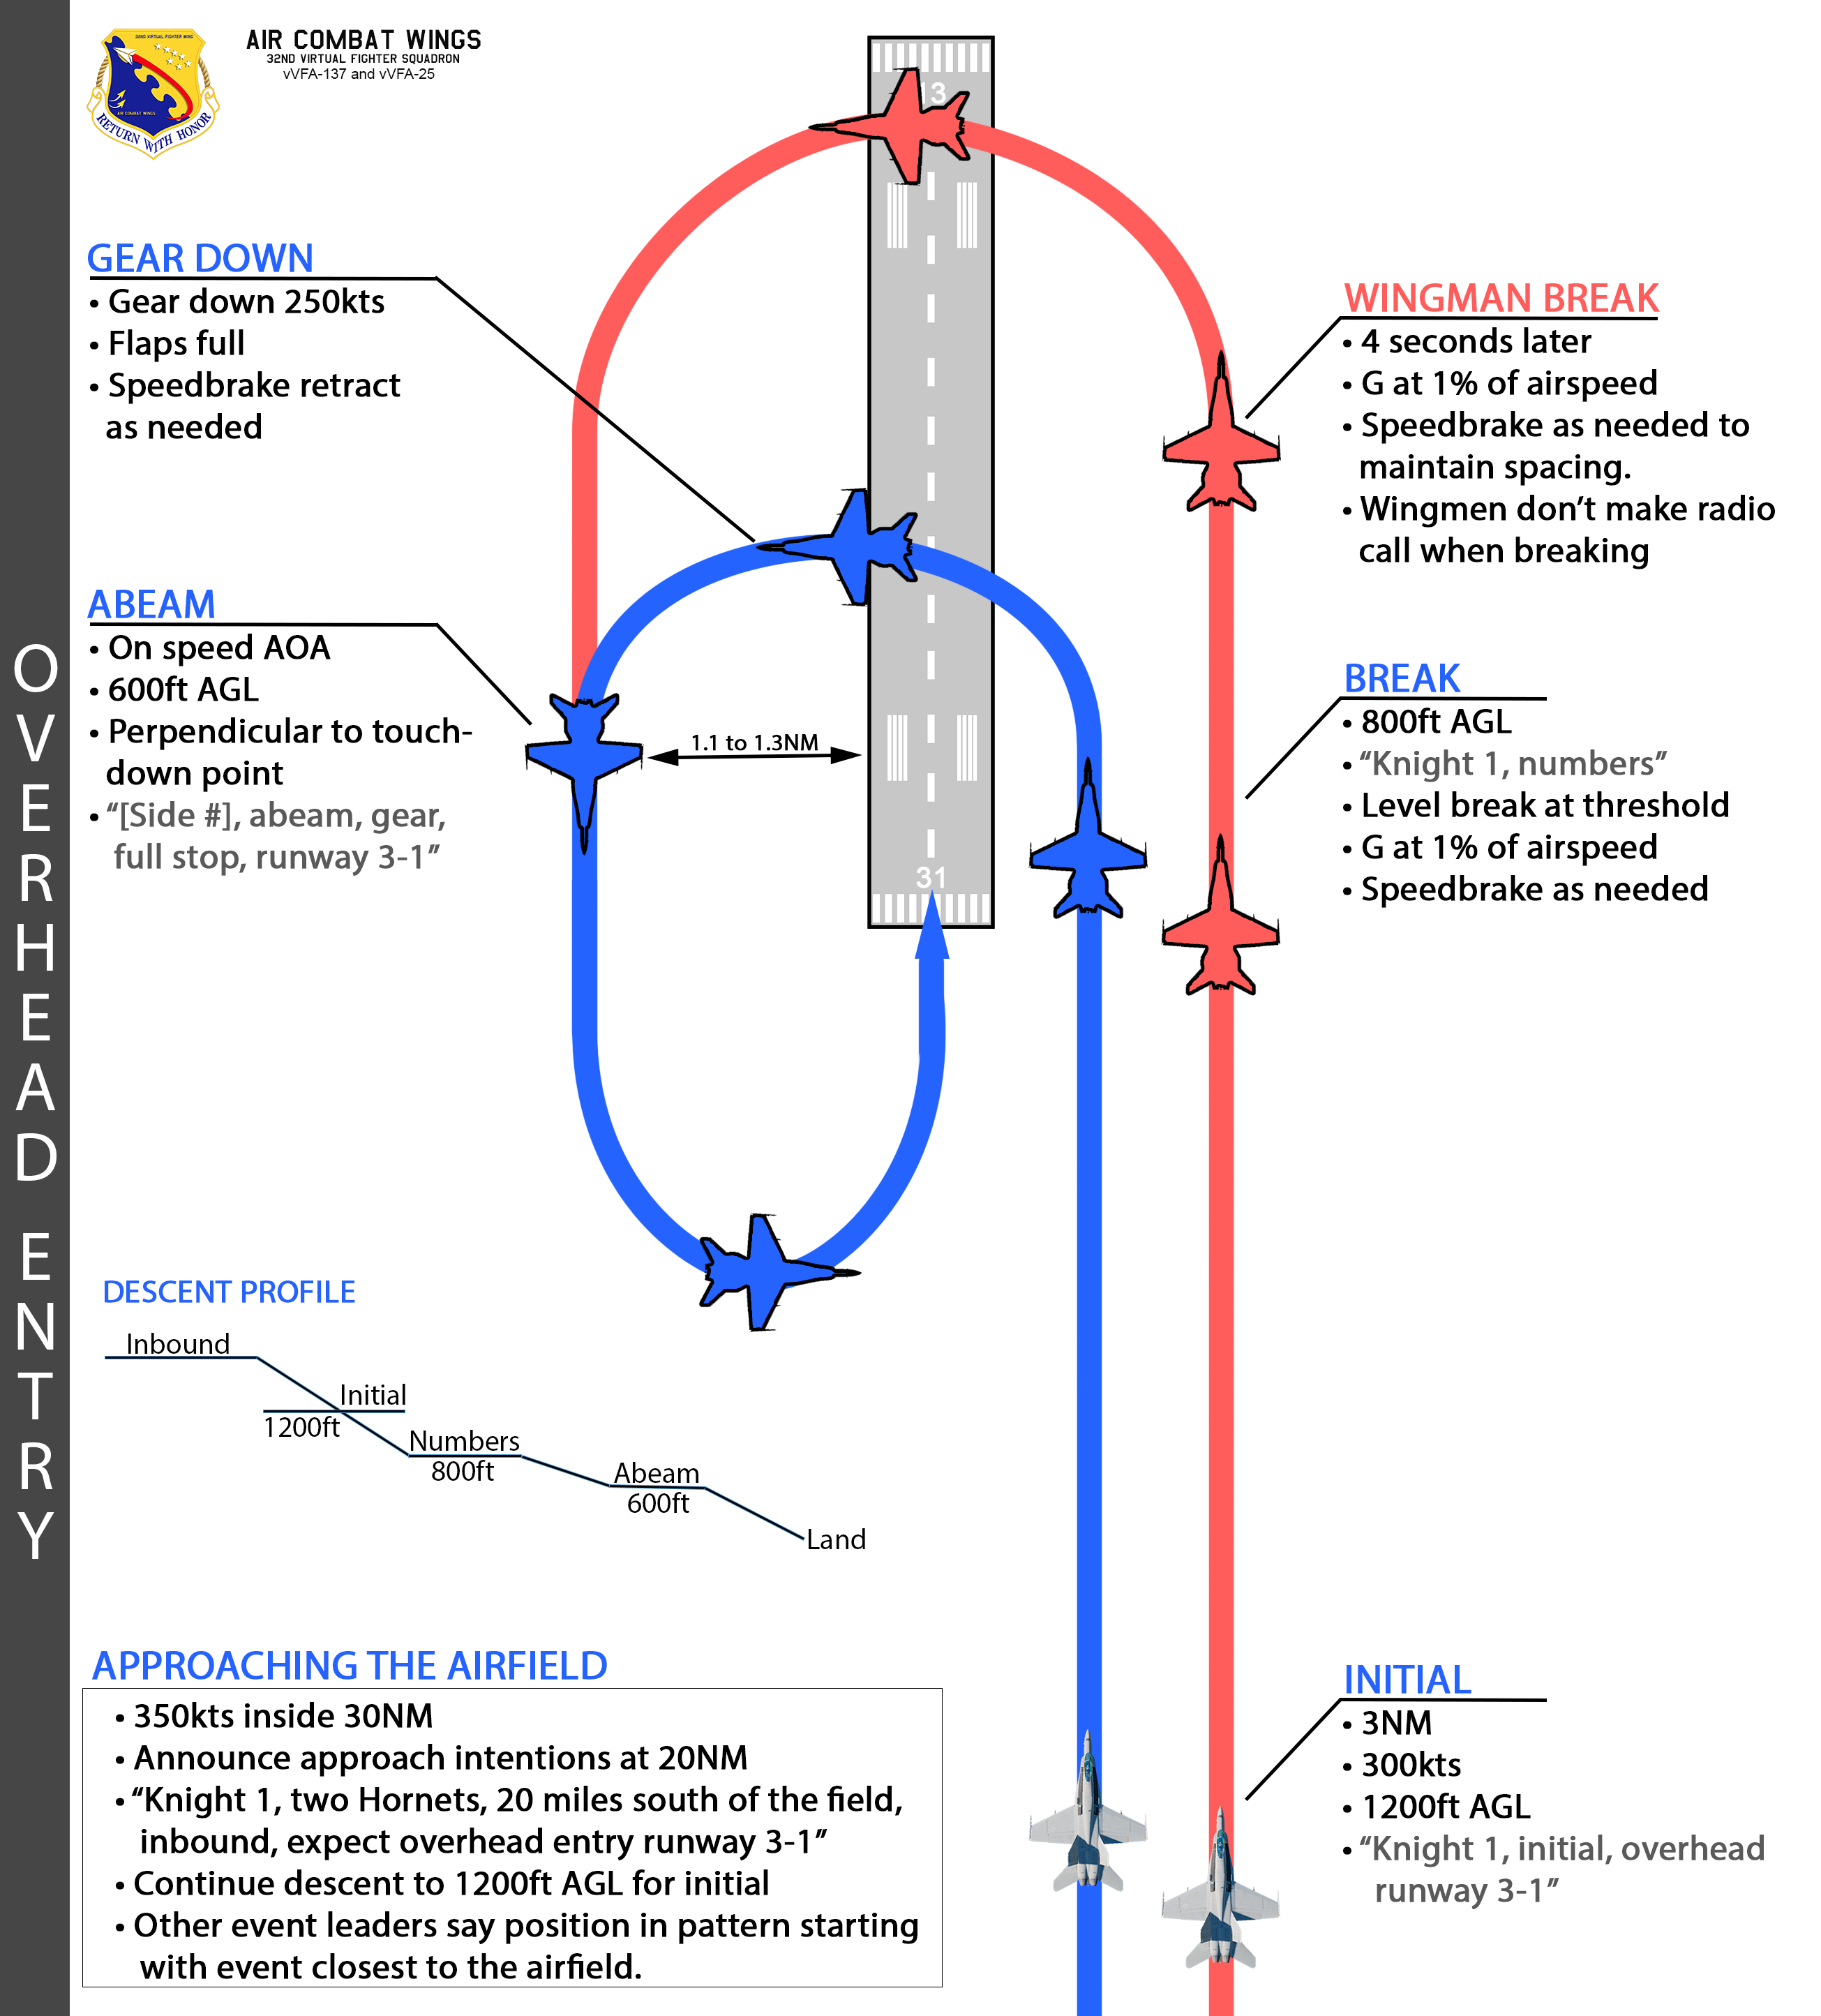 32ND VIRTUAL FIGHTER WING
AIR COMBAT WINGS
RETURN WITH HONOR
AIR COMBAT WINGS
32ND VIRTUAL FIGHTER SQUADRON
vVFA-137 and vVFA-25
OVERHEAD ENTRY
13
GEAR DOWN
• Gear down 250kts
• Flaps full
• Speedbrake retract
as needed
WINGMAN BREAK
• 4 seconds later
• G at 1% of airspeed
• Speedbrake as needed to
maintain spacing.
• Wingmen don’t make radio
call when breaking
ABEAM
• On speed AOA
• 600ft AGL
• Perpendicular to touch-
down point
• “[Side #], abeam, gear,
full stop, runway 3-1”
1.1 to 1.3NM
31
BREAK
• 800ft AGL
• “Knight 1, numbers”
• Level break at threshold
• G at 1% of airspeed
• Speedbrake as needed
DESCENT PROFILE
Inbound
Initial
1200ft
Numbers
800ft
Abeam
600ft
Land
APPROACHING THE AIRFIELD
• 350kts inside 30NM
• Announce approach intentions at 20NM
• “Knight 1, two Hornets, 20 miles south of the field,
inbound, expect overhead entry runway 3-1”
• Continue descent to 1200ft AGL for initial
• Other event leaders say position in pattern starting
with event closest to the airfield.
INITIAL
• 3NM
• 300kts
• 1200ft AGL
• “Knight 1, initial, overhead
runway 3-1”